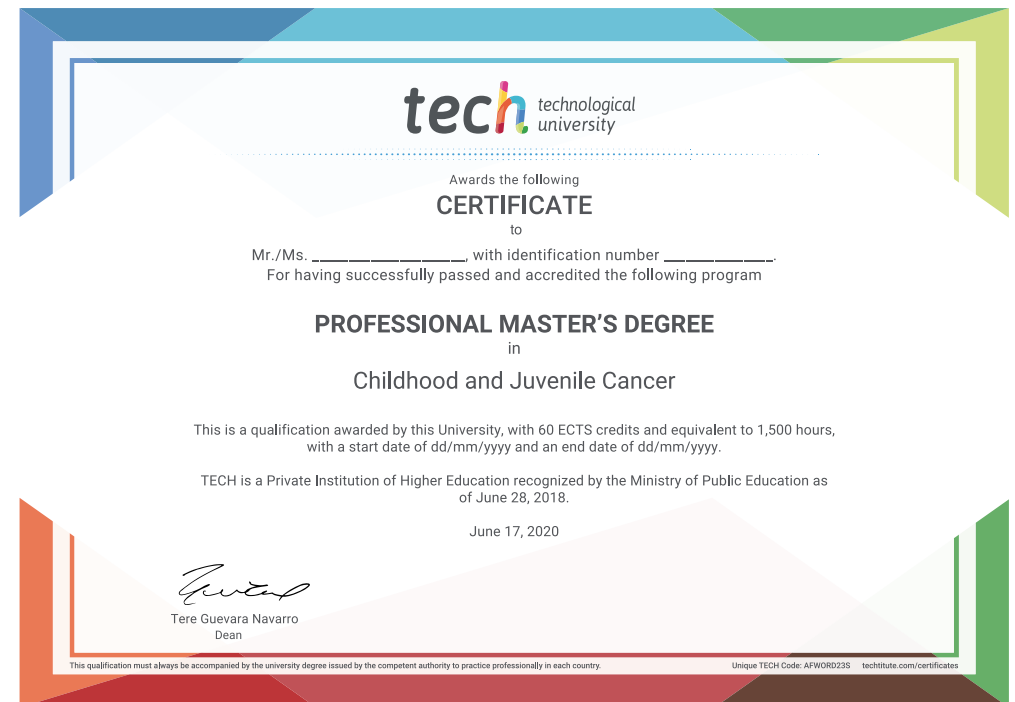 tech technological
university
Awards the following
CERTIFICATE
to
Mr./Ms. ____________________, with identification number ______________.
For having successfully passed and accredited the following program
PROFESSIONAL MASTER'S DEGREE
in
Childhood and Juvenile Cancer
This is a qualification awarded by this University, with 60 ECTS credits and equivalent to 1,500 hours,
with a start date of dd/mm/yyyy and an end date of dd/mm/yyyy.
TECH is a Private Institution of Higher Education recognized by the Ministry of Public Education as
of June 28, 2018.
June 17, 2020
Tere Guevara Navarro
Dean
This qualification must always be accompanied by the university degree issued by the competent authority to practice professionally in each country.
Unique TECH Code: AFWORD23S techtitute.com/certificates